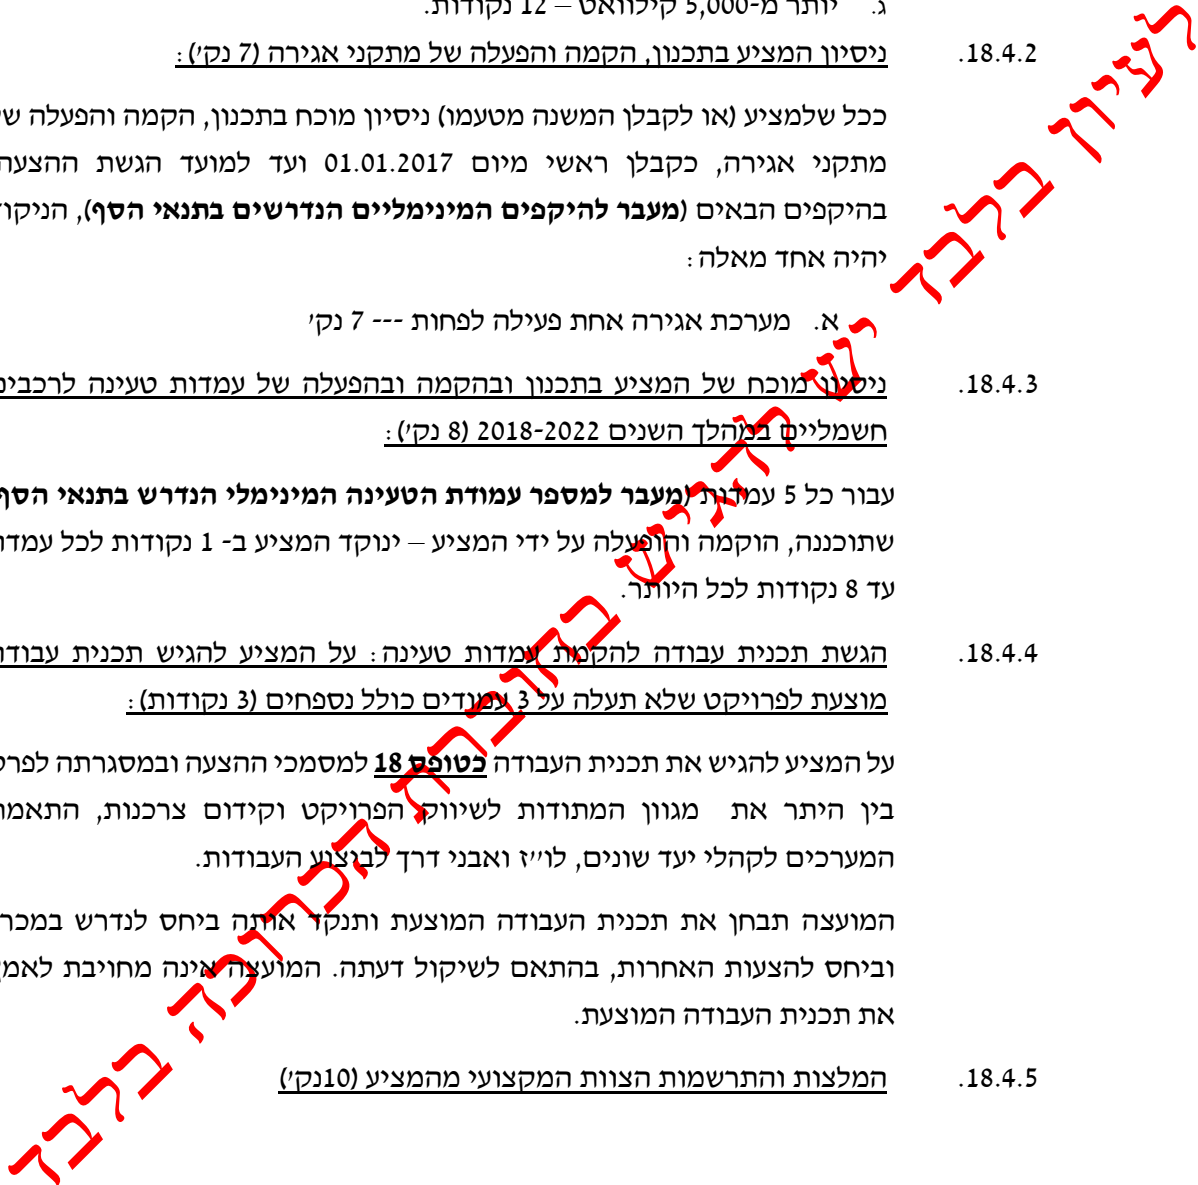 ג. יותר מ-5,000 קילוואט – 12 נקודות.
18.4.2. ניסיון המציע בתכנון, הקמה והפעלה של מתקני אגירה (7 נק'):
ככל שלמציע (או לקבלן המשנה מטעמו) ניסיון מוכח בתכנון, הקמה והפעלה של
מתקני אגירה, כקבלן ראשי מיום 01.01.2017 ועד למועד הגשת ההצעה
בהיקפים הבאים (מעבר להיקפים המינימליים הנדרשים בתנאי הסף), הניקוד
יהיה אחד מאלה:
א. מערכת אגירה אחת פעילה לפחות --- 7 נק'
18.4.3. ניסיון מוכח של המציע בתכנון ובהקמה ובהפעלה של עמדות טעינה לרכבים
חשמליים במהלך השנים 2018-2022 (8 נק'):
עבור כל 5 עמדות (מעבר למספר עמודת הטעינה המינימלי הנדרש בתנאי הסף
שתוכננה, הוקמה והופעלה על ידי המציע – ינוקד המציע ב- 1 נקודות לכל עמדה
עד 8 נקודות לכל היותר.
18.4.4. הגשת תכנית עבודה להקמת עמדות טעינה: על המציע להגיש תכנית עבודה
מוצעת לפרויקט שלא תעלה על 3 עמודים כולל נספחים (3 נקודות):
על המציע להגיש את תכנית העבודה כטופס 18 למסמכי ההצעה ובמסגרתה לפרט
בין היתר את מגוון המתודות לשיווק הפרויקט וקידום צרכנות, התאמת
המערכים לקהלי יעד שונים, לו''ז ואבני דרך לביצוע העבודות.
המועצה תבחן את תכנית העבודה המוצעת ותנקד אותה ביחס לנדרש במכרז
וביחס להצעות האחרות, בהתאם לשיקול דעתה. המועצה אינה מחויבת לאמץ
את תכנית העבודה המוצעת.
18.4.5. המלצות והתרשמות הצוות המקצועי מהמציע (10נק')
לעיון בלבד יש להגיש בחוברת הכרוכה בלבד